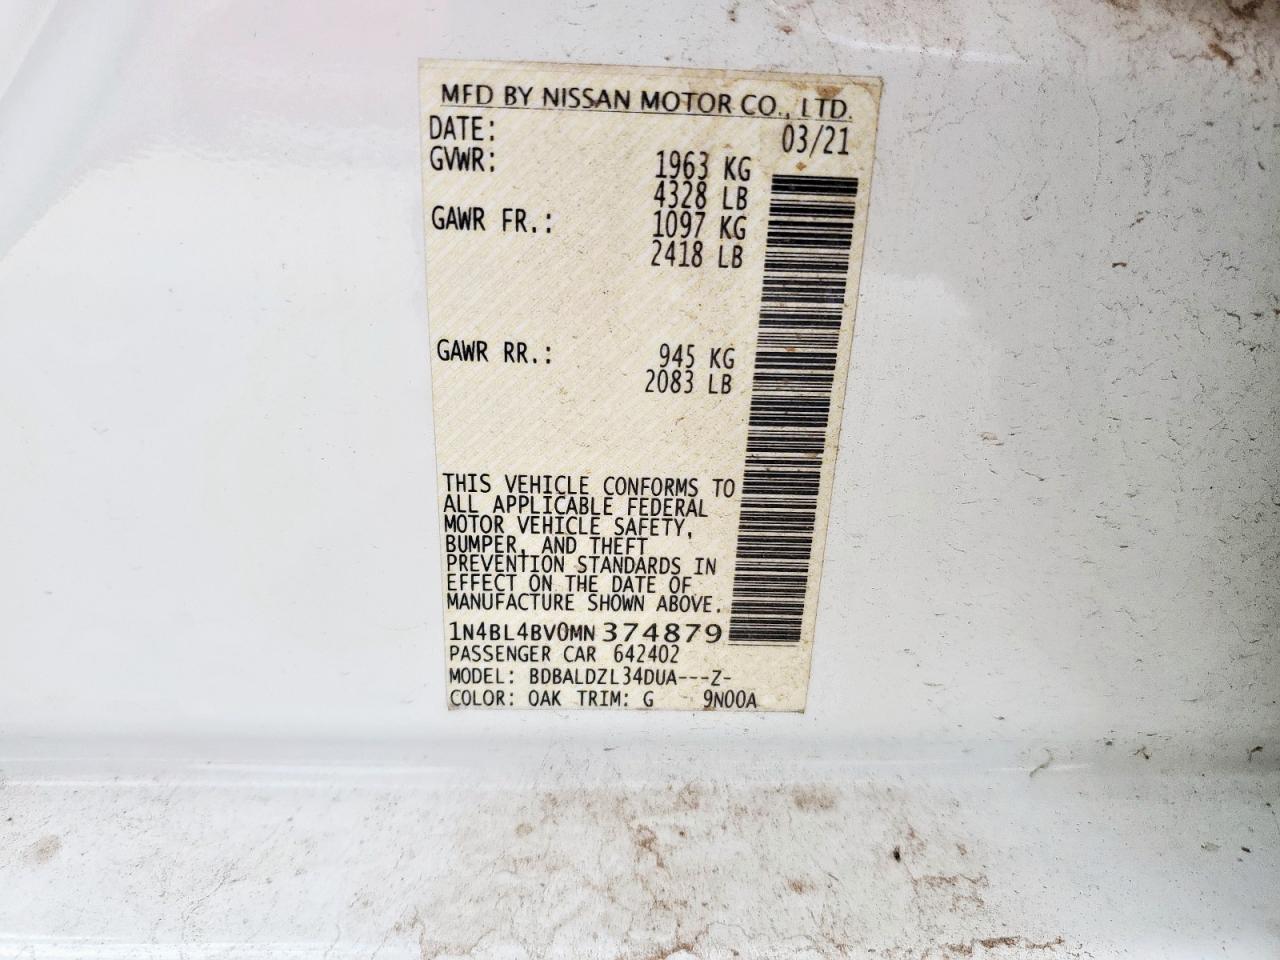 MFD BY NISSAN MOTOR CO., LTD.
DATE: 03/21
GVWR: 1963 KG
4328 LB
GAWR FR.: 1097 KG
2418 LB
GAWR RR.: 945 KG
2083 LB
THIS VEHICLE CONFORMS TO
ALL APPLICABLE FEDERAL
MOTOR VEHICLE SAFETY,
BUMPER, AND THEFT
PREVENTION STANDARDS IN
EFFECT ON THE DATE OF
MANUFACTURE SHOWN ABOVE.
1N4BL4BV0MN374879
PASSENGER CAR 642402
MODEL: BDBALDZL34DUA---Z-
COLOR: QAK TRIM: G 9N00A